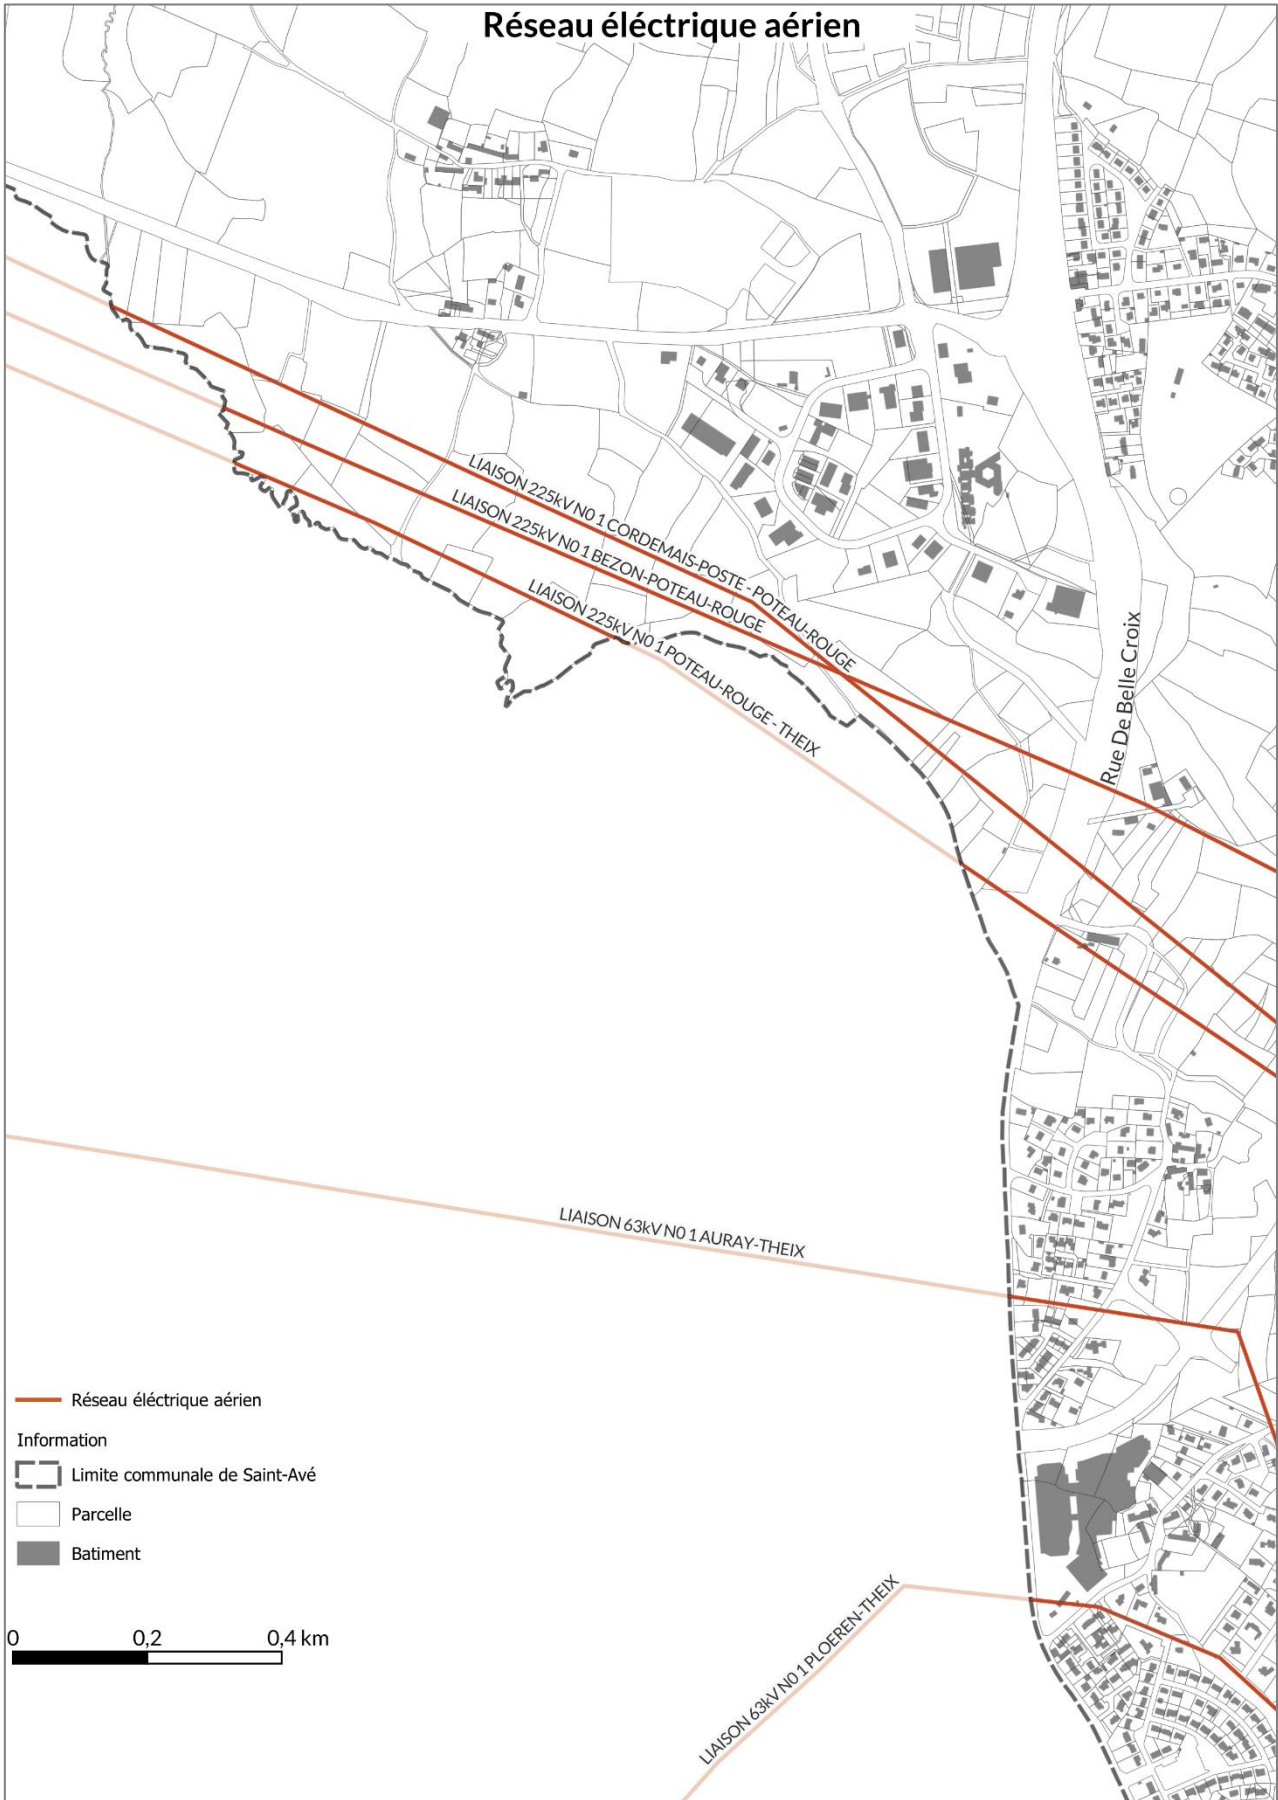 Réseau éléctrique aérien
LIAISON 225kV N0 1 CORDEMAIS-POSTE - POTEAU-ROUGE
LIAISON 225kV N0 1 BEZON-POTEAU-ROUGE
LIAISON 225kV N0 1 POTEAU-ROUGE - THEIX
Rue De Belle Croix
LIAISON 63kV N0 1 AURAY-THEIX
Réseau éléctrique aérien
Information
Limite communale de Saint-Avé
Parcelle
Batiment
LIAISON 63kV N0 1 PLOEREN-THEIX
0 0,2 0,4 km